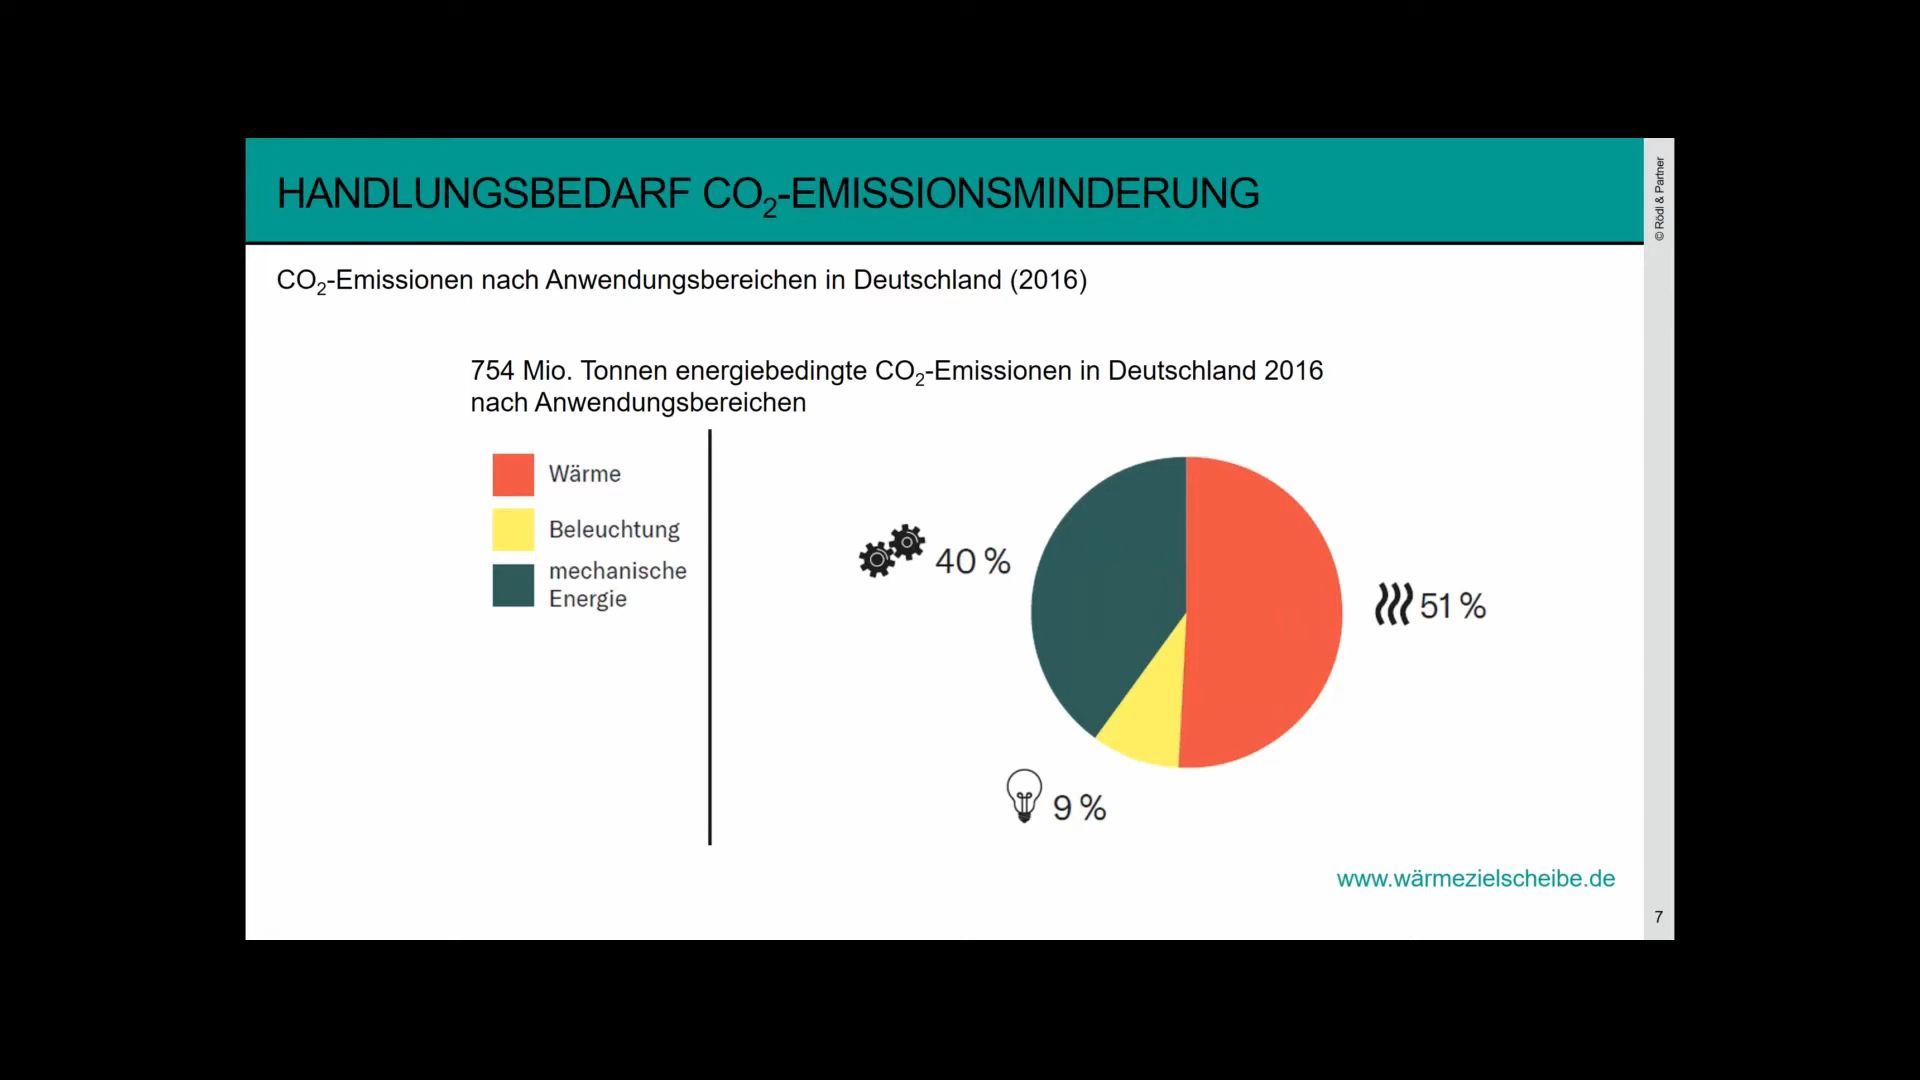 HANDLUNGSBEDARF CO₂-EMISSIONSMINDERUNG
© Rödl & Partner
CO₂-Emissionen nach Anwendungsbereichen in Deutschland (2016)
754 Mio. Tonnen energiebedingte CO₂-Emissionen in Deutschland 2016
nach Anwendungsbereichen
Wärme
Beleuchtung
mechanische
Energie
40 %
51 %
9 %
www.wärmezielscheibe.de
7